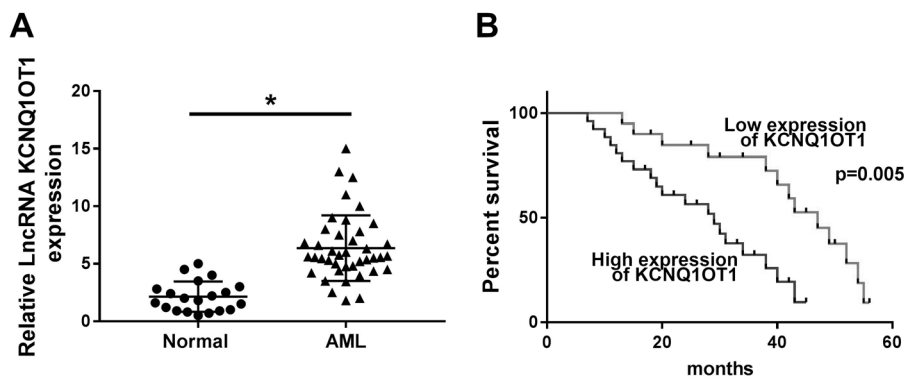 A
Relative LncRNA KCNQ1OT1
expression
20
15
10
5
0
*
Normal
AML
B
Percent survival
100
50
0
Low expression
of KCNQ1OT1
p=0.005
High expression
of KCNQ1OT1
0
20
40
60
months